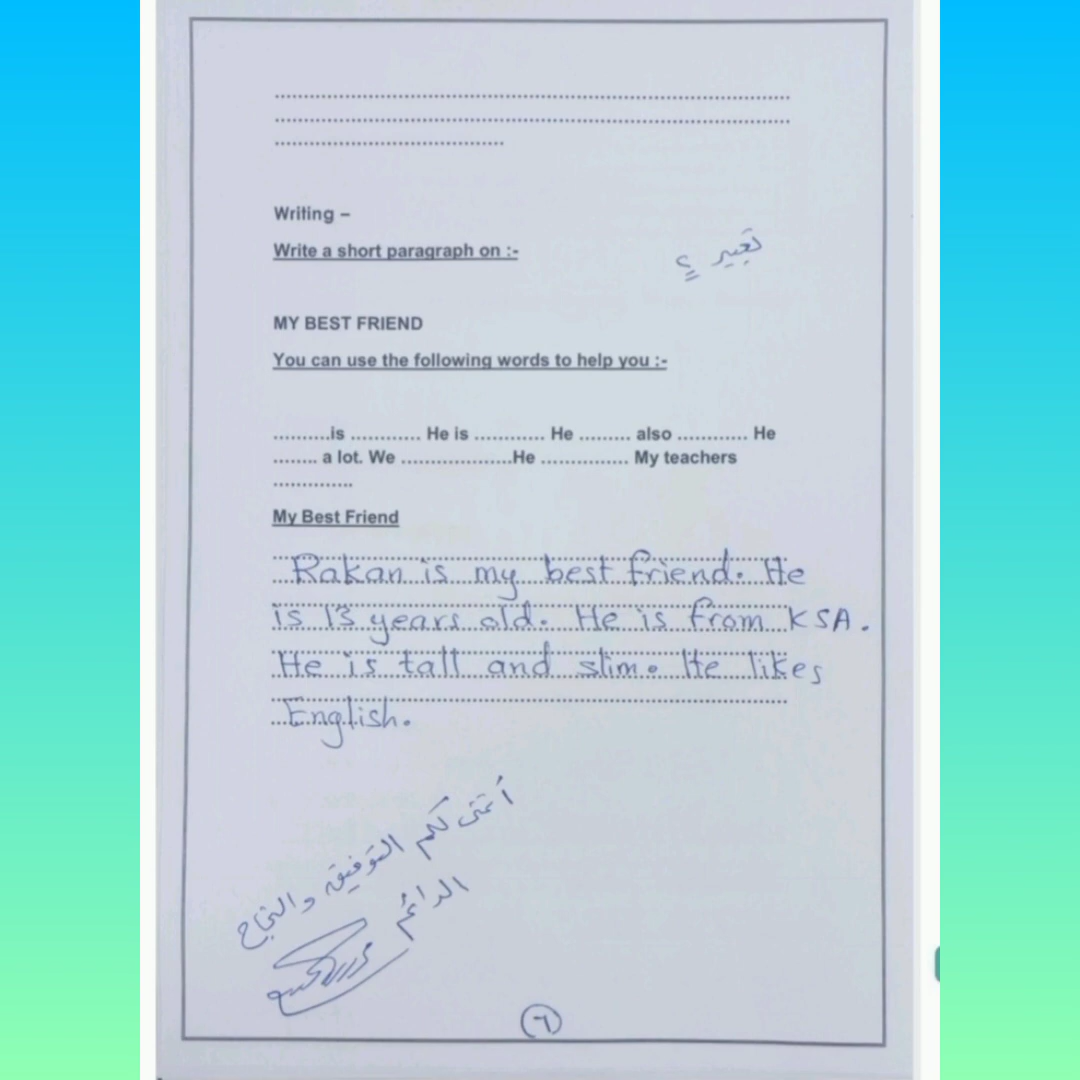 ........................................................................................................
........................................................................................................
..............................................
Writing –
Write a short paragraph on :-
تعبير ؟
MY BEST FRIEND
You can use the following words to help you :-
..........is ............ He is ............ He ......... also ............ He
........ a lot. We ...................He ............... My teachers
..............
My Best Friend
Rakan is my best friend. He
is 13 years old. He is from KSA.
He is tall and slim. He likes
English.
أتمنى لكم التوفيق والنجاح
الدائم
٦